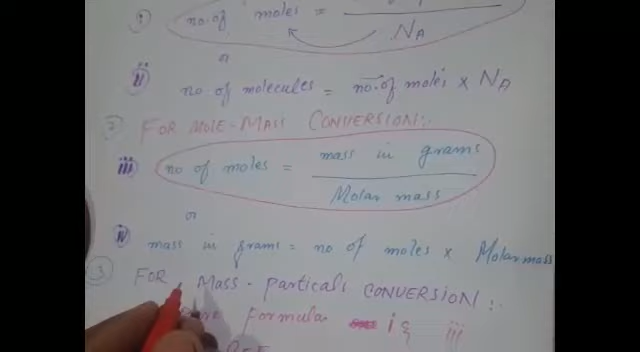 i) no. of moles =
NA
or
ii no of molecules = no. of moles × NA
2 FOR MOLE-MASS CONVERSION:.
iii no of moles = mass in grams
Molar mass
or
iv mass in grams = no of moles × Molar mass
3 FOR Mass - particals CONVERSION:.
Formula i & iii